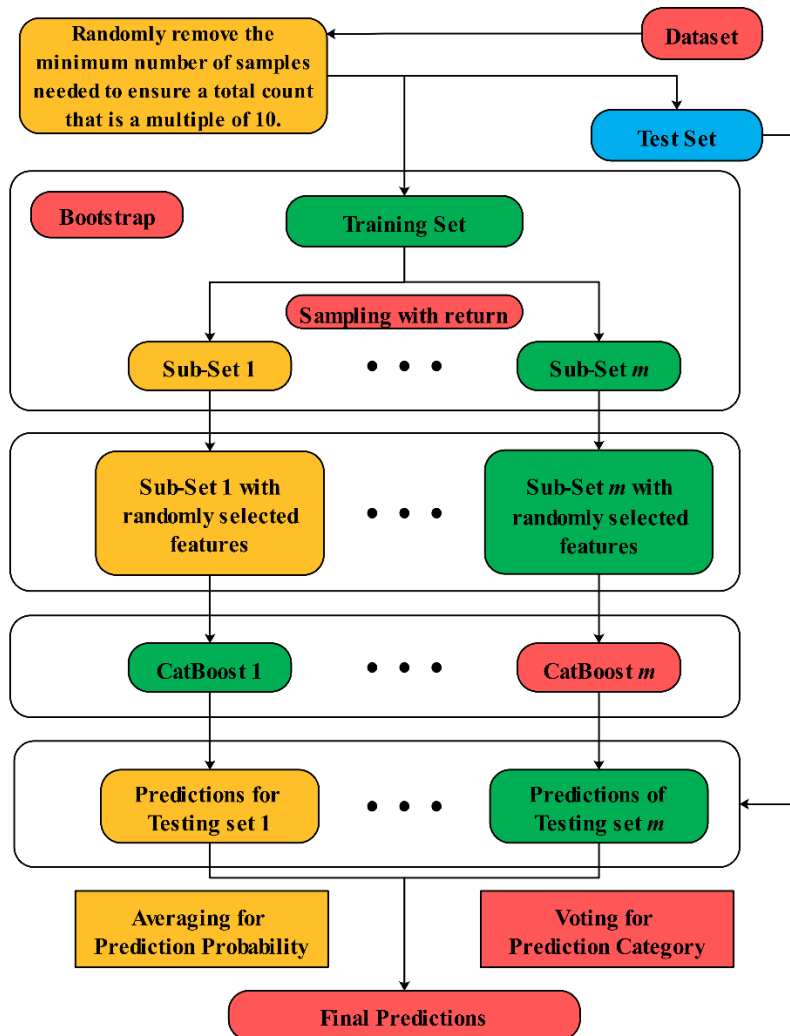 Randomly remove the
minimum number of samples
needed to ensure a total count
that is a multiple of 10.
Dataset
Test Set
Bootstrap
Training Set
Sampling with return
Sub-Set 1
Sub-Set m
Sub-Set 1 with
randomly selected
features
Sub-Set m with
randomly selected
features
CatBoost 1
CatBoost m
Predictions for
Testing set 1
Predictions of
Testing set m
Averaging for
Prediction Probability
Voting for
Prediction Category
Final Predictions